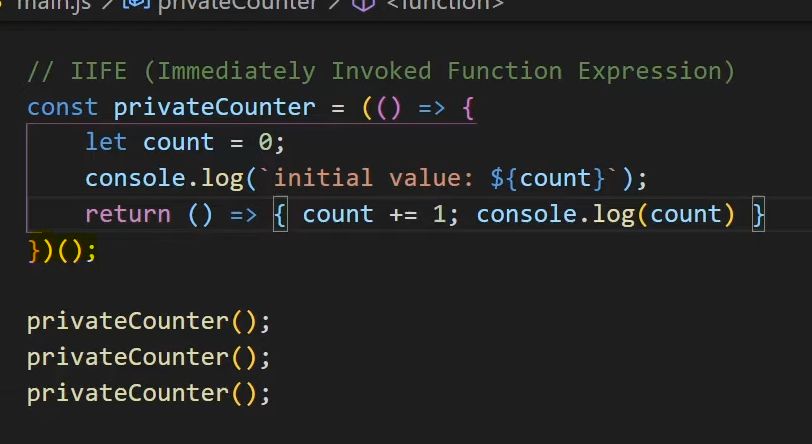 main.js > privateCounter > <function>
// IIFE (Immediately Invoked Function Expression)
const privateCounter = (() => {
    let count = 0;
    console.log(`initial value: ${count}`);
    return () => { count += 1; console.log(count) }
})();
privateCounter();
privateCounter();
privateCounter();